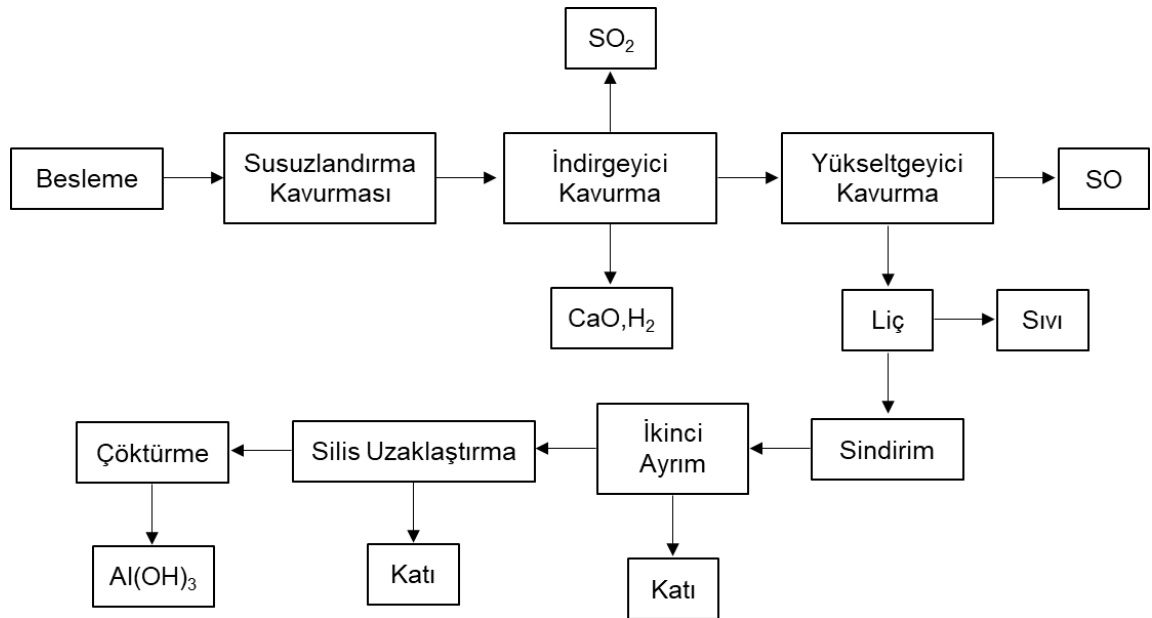 SO₂
Besleme
Susuzlandırma
Kavurması
İndirgeyici
Kavurma
Yükseltgeyici
Kavurma
SO
CaO,H₂
Liç
Sıvı
Çöktürme
Silis Uzaklaştırma
İkinci
Ayrım
Sindirim
Al(OH)₃
Katı
Katı